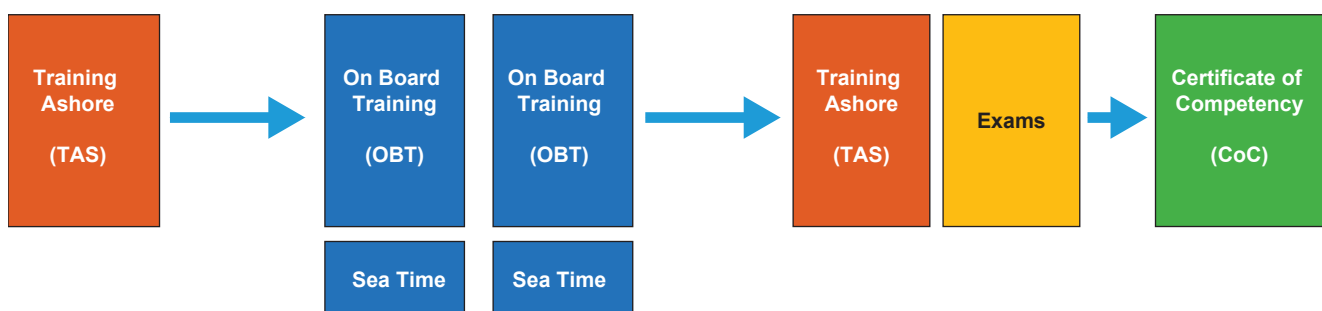 Training
Ashore
(TAS)
On Board
Training
(OBT)
Sea Time
On Board
Training
(OBT)
Sea Time
Training
Ashore
(TAS)
Exams
Certificate of
Competency
(CoC)